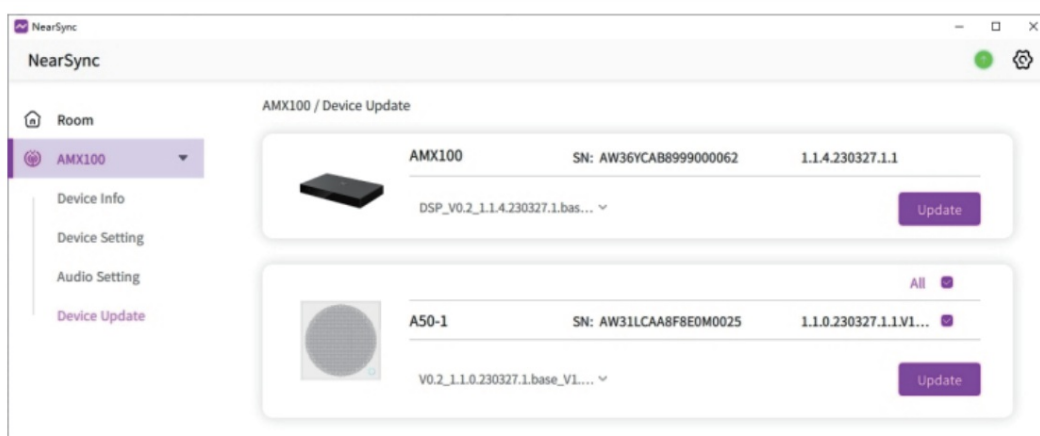 NearSync
NearSync
Room
AMX100
Device Info
Device Setting
Audio Setting
Device Update
AMX100 / Device Update
AMX100 SN: AW36YCAB8999000062 1.1.4.230327.1.1
DSP_V0.2_1.1.4.230327.1.bas...
Update
All
A50-1 SN: AW31LCAA8F8E0M0025 1.1.0.230327.1.1.V1...
V0.2_1.1.0.230327.1.base_V1....
Update